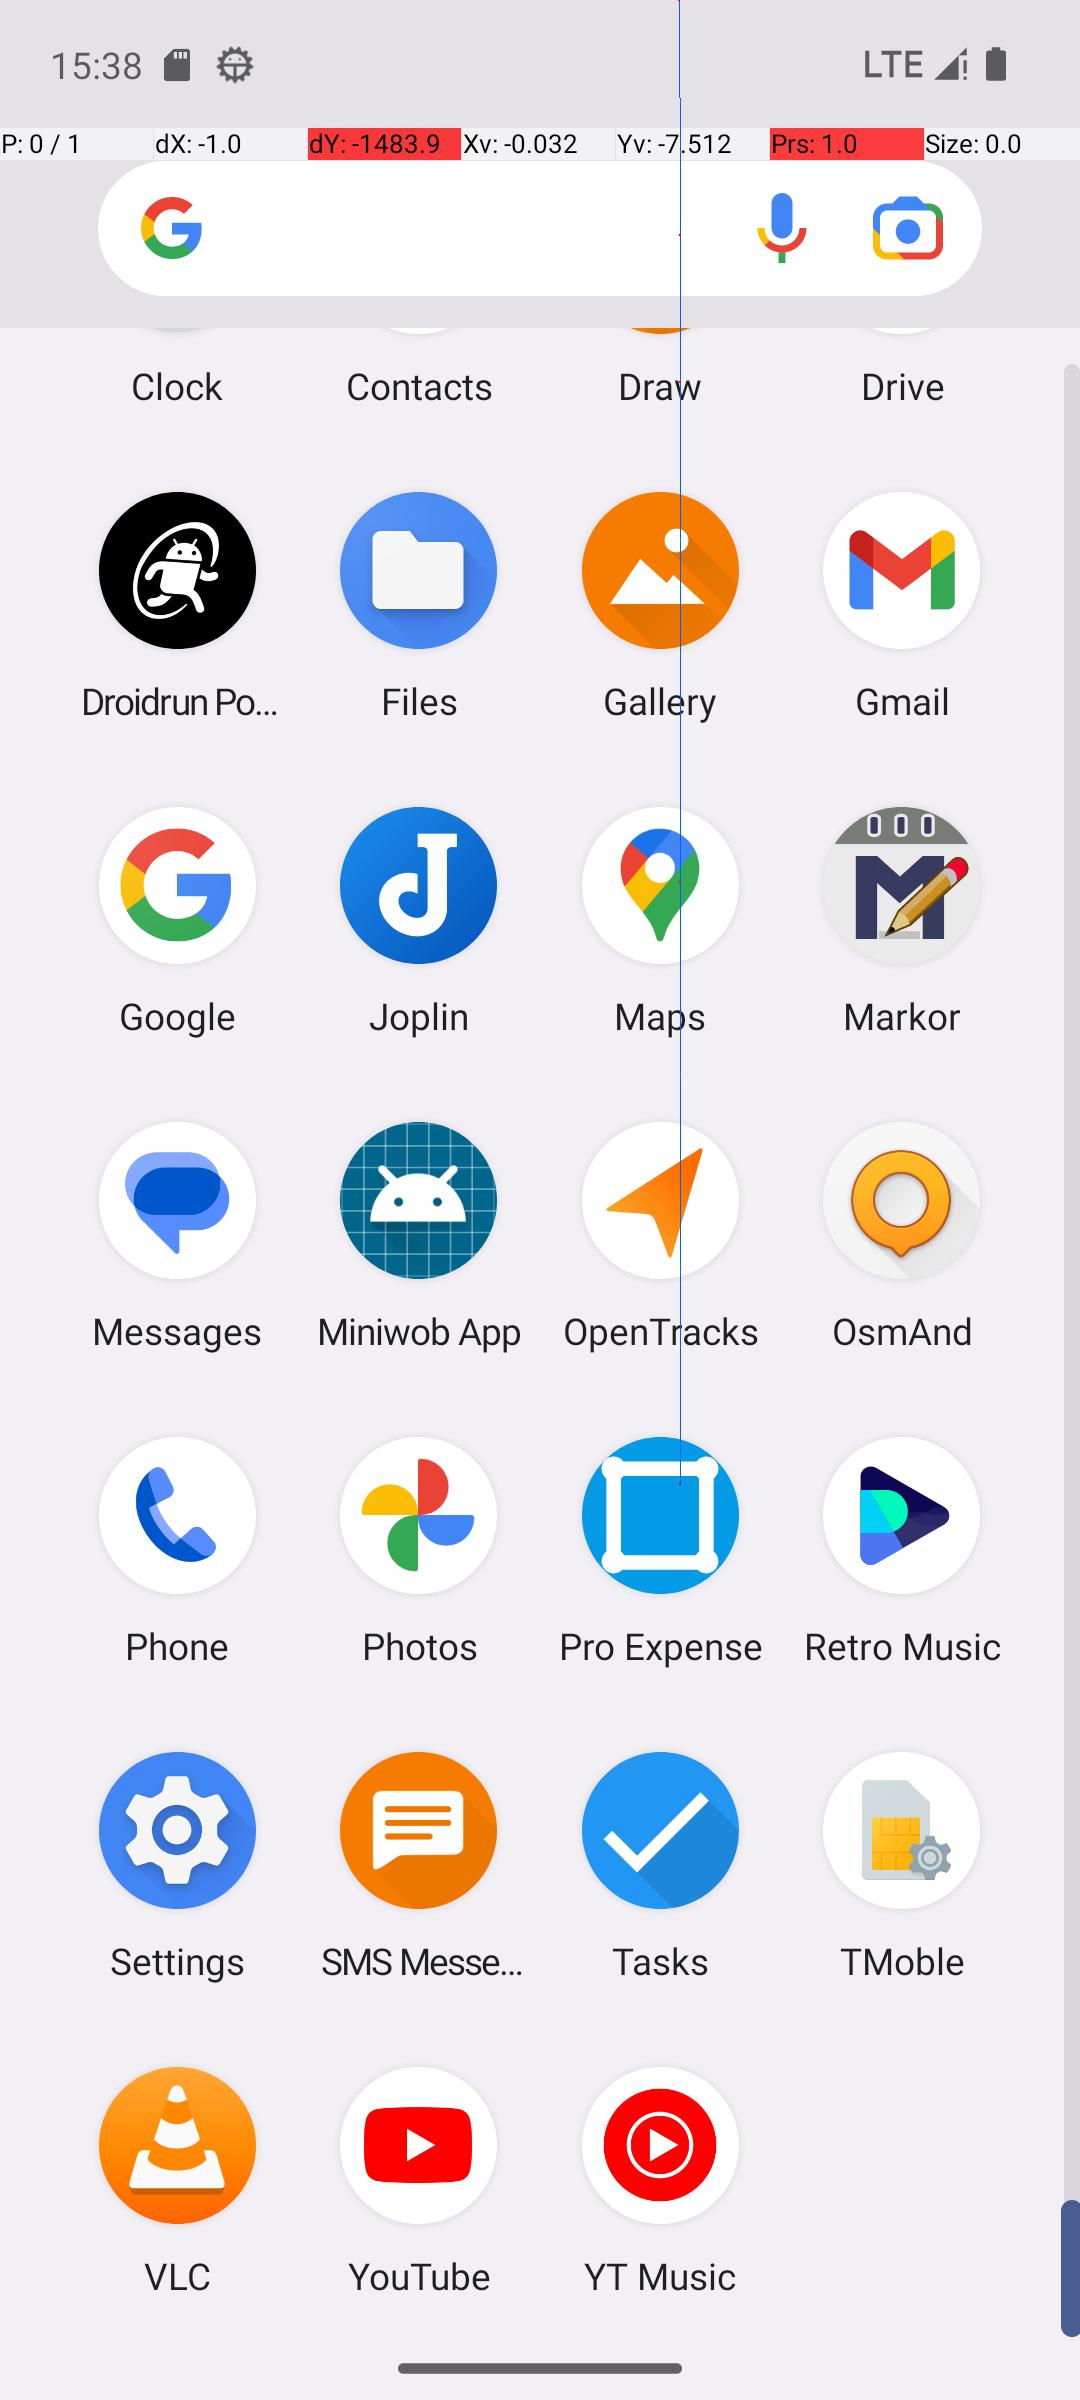 15:38 LTE
P: 0 / 1 dX: -1.0 dY: -1483.9 Xv: -0.032 Yv: -7.512 Prs: 1.0 Size: 0.0
Clock Contacts Draw Drive
Droidrun Po... Files Gallery Gmail
Google Joplin Maps Markor
Messages Miniwob App OpenTracks OsmAnd
Phone Photos Pro Expense Retro Music
Settings SMS Messe... Tasks TMoble
VLC YouTube YT Music